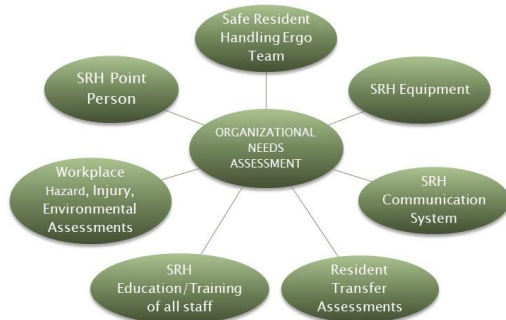 Safe Resident
Handling Ergo
Team
SRH Point
Person
SRH Equipment
ORGANIZATIONAL
NEEDS
ASSESSMENT
Workplace
Hazard, Injury,
Environmental
Assessments
SRH
Communication
System
SRH
Education/Training
of all staff
Resident
Transfer
Assessments